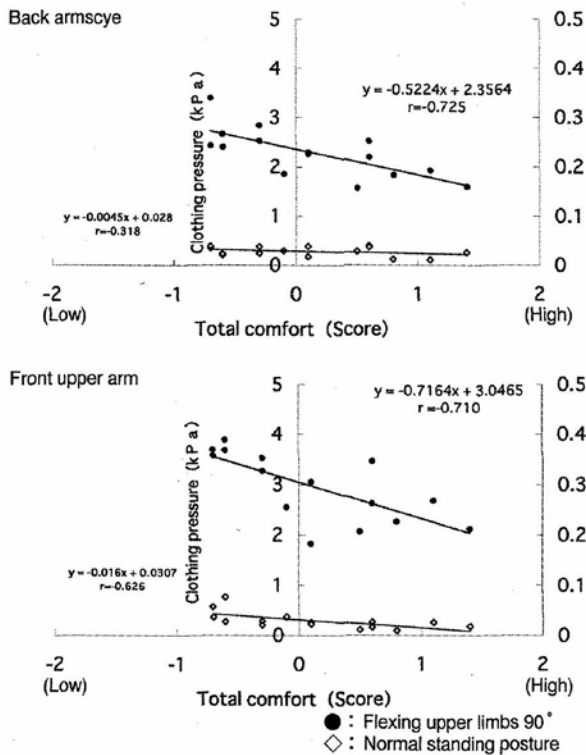 Back armscye
5
4
3
2
1
0
0.5
0.4
0.3
0.2
0.1
0
Clothing pressure (kPa)
y = -0.5224x + 2.3564
r=-0.725
y = -0.0045x + 0.028
r=-0.318
-2 -1 0 1 2
(Low) (High)
Total comfort (Score)
Front upper arm
5
4
3
2
1
0
0.5
0.4
0.3
0.2
0.1
0
Clothing pressure (kPa)
y = -0.7164x + 3.0465
r=-0.710
y = -0.016x + 0.0307
r=-0.626
-2 -1 0 1 2
(Low) (High)
Total comfort (Score)
● : Flexing upper limbs 90°
◇ : Normal standing posture